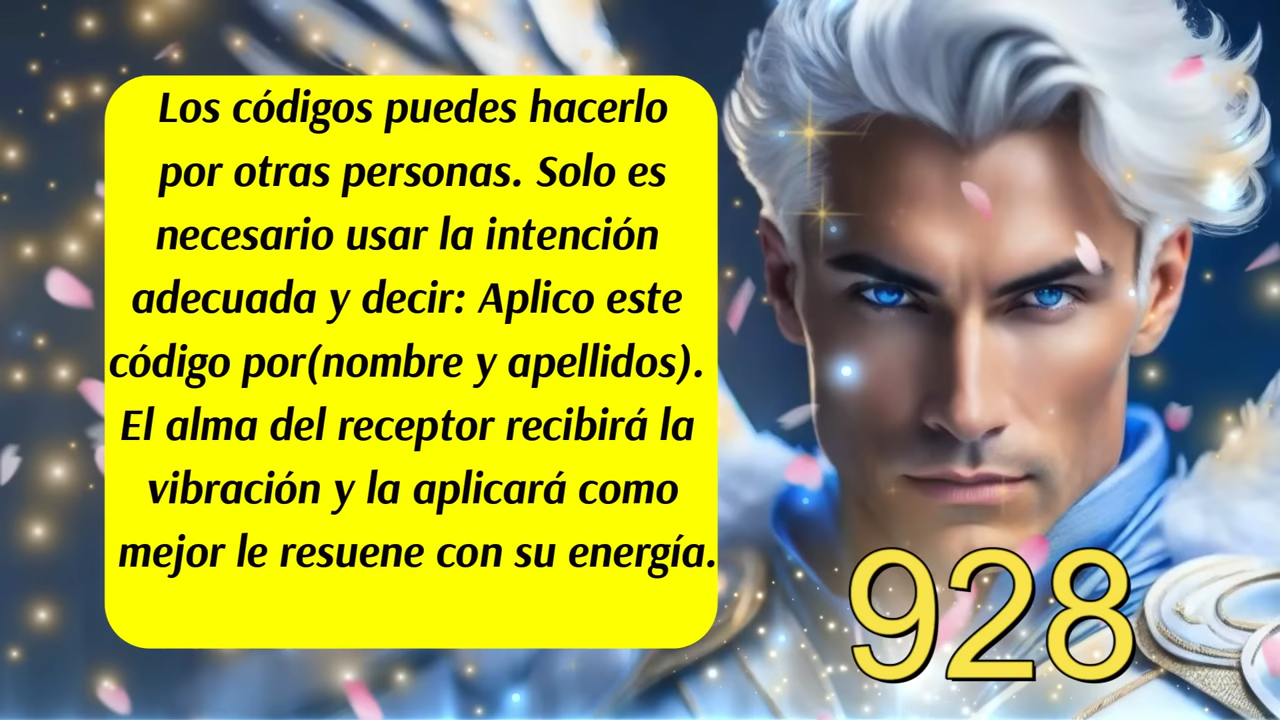 Los códigos puedes hacerlo
por otras personas. Solo es
necesario usar la intención
adecuada y decir: Aplico este
código por(nombre y apellidos).
El alma del receptor recibirá la
vibración y la aplicará como
mejor le resuene con su energía.
928